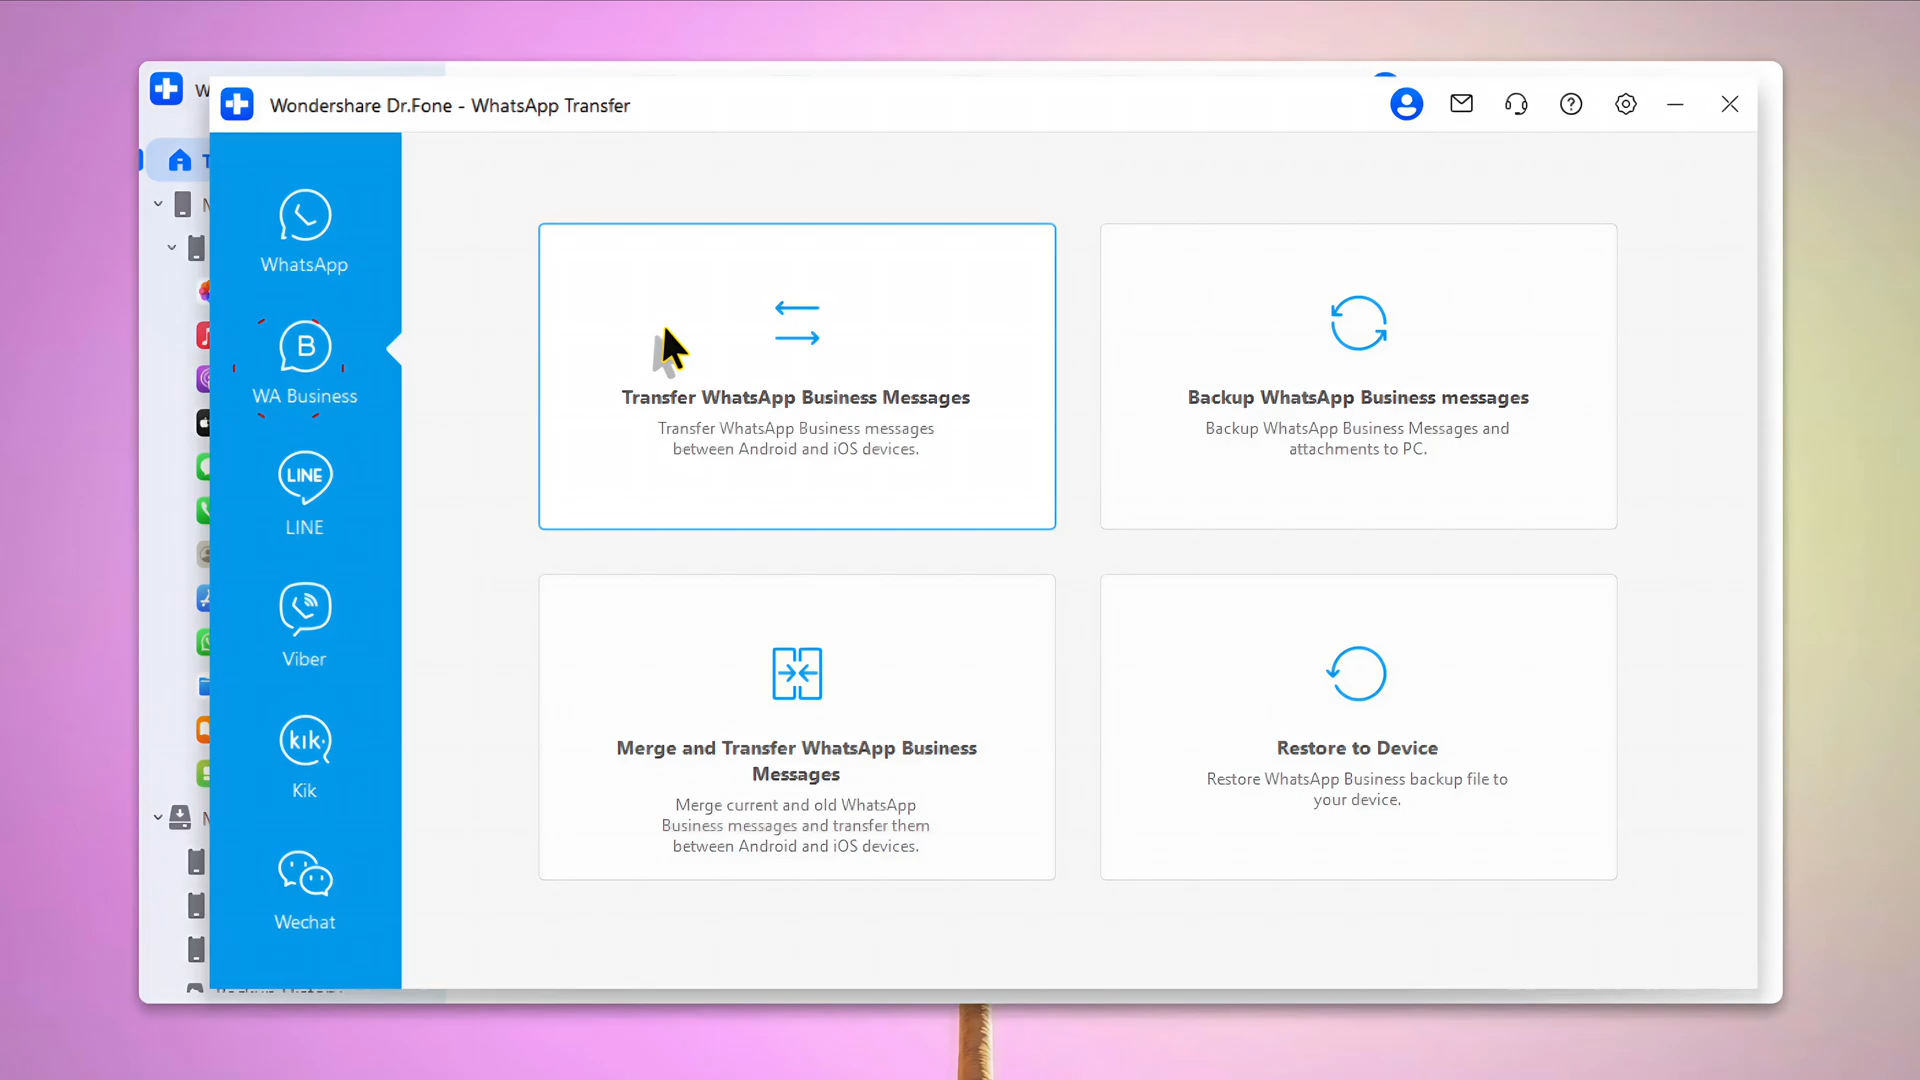 Wondershare Dr.Fone - WhatsApp Transfer
WhatsApp
B
WA Business
LINE
LINE
Viber
kik
Kik
Wechat
Transfer WhatsApp Business Messages
Transfer WhatsApp Business messages
between Android and iOS devices.
Backup WhatsApp Business messages
Backup WhatsApp Business Messages and
attachments to PC.
Merge and Transfer WhatsApp Business
Messages
Merge current and old WhatsApp
Business messages and transfer them
between Android and iOS devices.
Restore to Device
Restore WhatsApp Business backup file to
your device.